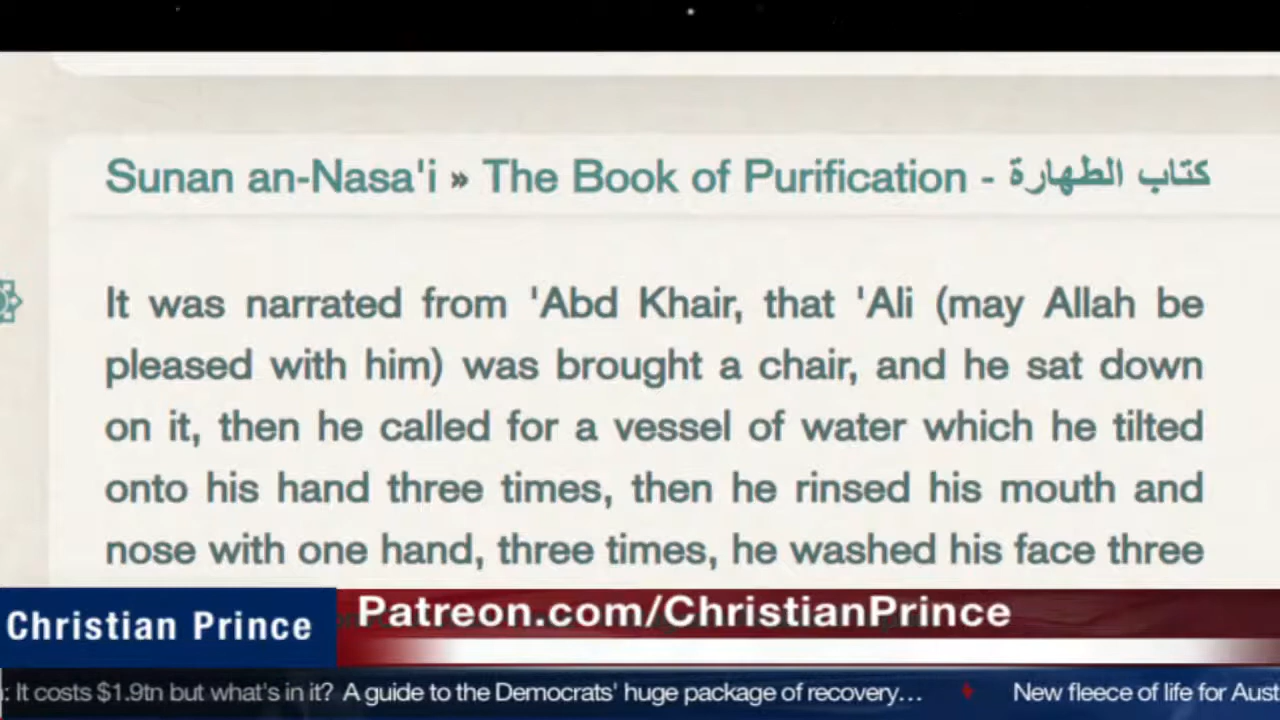 Sunan an-Nasa'i » The Book of Purification - كتاب الطهارة
It was narrated from 'Abd Khair, that 'Ali (may Allah be
pleased with him) was brought a chair, and he sat down
on it, then he called for a vessel of water which he tilted
onto his hand three times, then he rinsed his mouth and
nose with one hand, three times, he washed his face three
Christian Prince
Patreon.com/ChristianPrince
: It costs $1.9tn but what's in it? A guide to the Democrats' huge package of recovery... New fleece of life for Aust